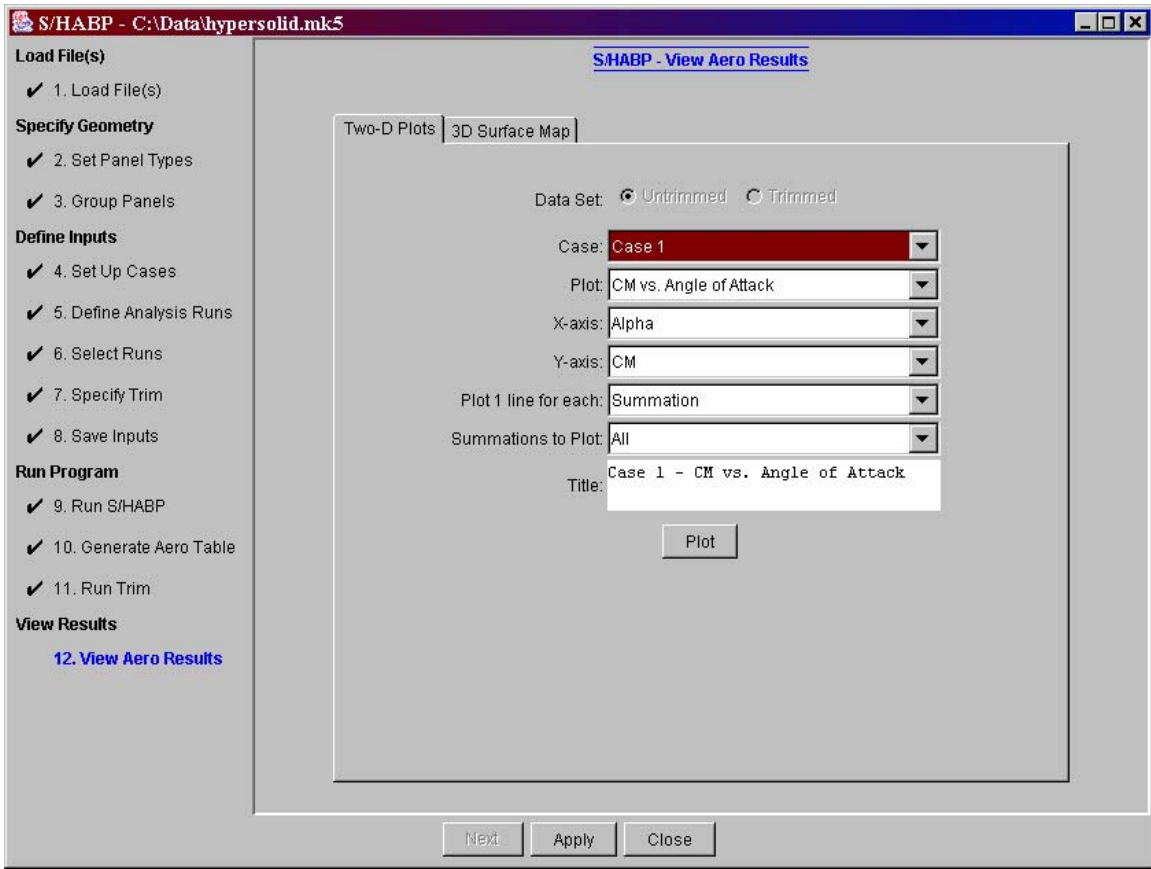 S/HABP - C:\Data\hypersolid.mk5
Load File(s)
✔ 1. Load File(s)
Specify Geometry
✔ 2. Set Panel Types
✔ 3. Group Panels
Define Inputs
✔ 4. Set Up Cases
✔ 5. Define Analysis Runs
✔ 6. Select Runs
✔ 7. Specify Trim
✔ 8. Save Inputs
Run Program
✔ 9. Run S/HABP
✔ 10. Generate Aero Table
✔ 11. Run Trim
View Results
12. View Aero Results
S/HABP - View Aero Results
Two-D Plots 3D Surface Map
Data Set: Untrimmed Trimmed
Case: Case 1
Plot: CM vs. Angle of Attack
X-axis: Alpha
Y-axis: CM
Plot 1 line for each: Summation
Summations to Plot: All
Title: Case 1 - CM vs. Angle of Attack
Plot
Next Apply Close